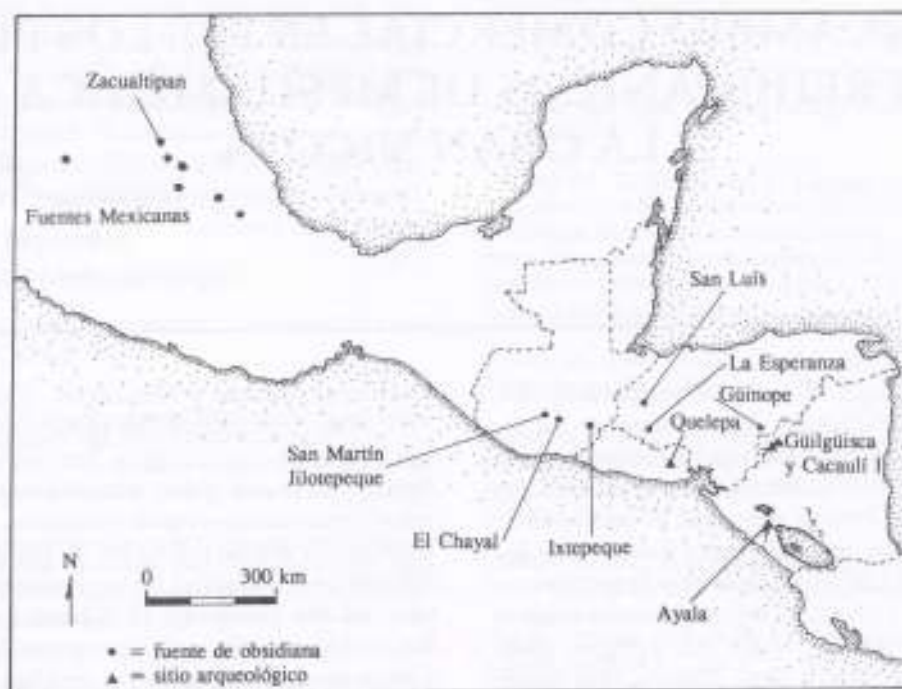 Zacualtipan
Fuentes Mexicanas
San Luís
La Esperanza
Güinope
Quelepa
Güilgüisca
y Cacaulí I
San Martín
Jilotepeque
El Chayal
Ixtepeque
Ayala
N
0 300 km
• = fuente de obsidiana
▲ = sitio arqueológico